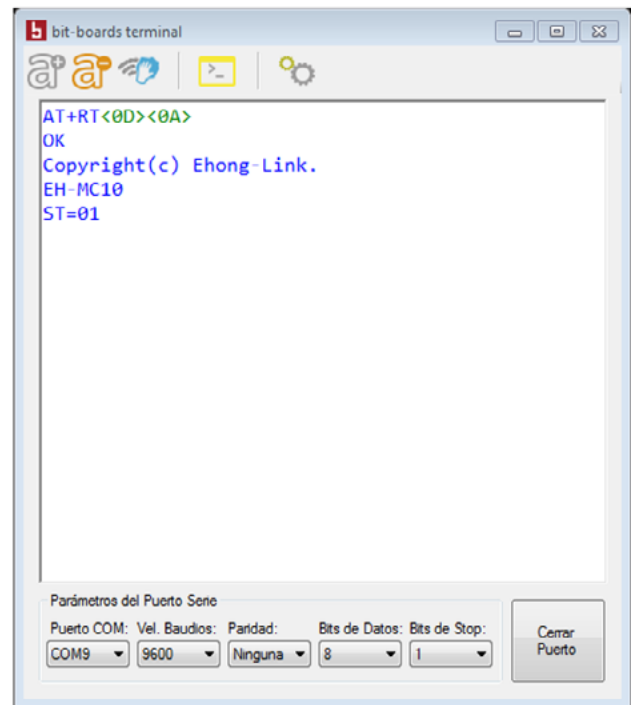 bit-boards terminal
AT+RT<0D><0A>
OK
Copyright(c) Ehong-Link.
EH-MC10
ST=01
Parámetros del Puerto Serie
Puerto COM: Vel. Baudios: Paridad: Bits de Datos: Bits de Stop:
COM9 9600 Ninguna 8 1
Cerrar
Puerto